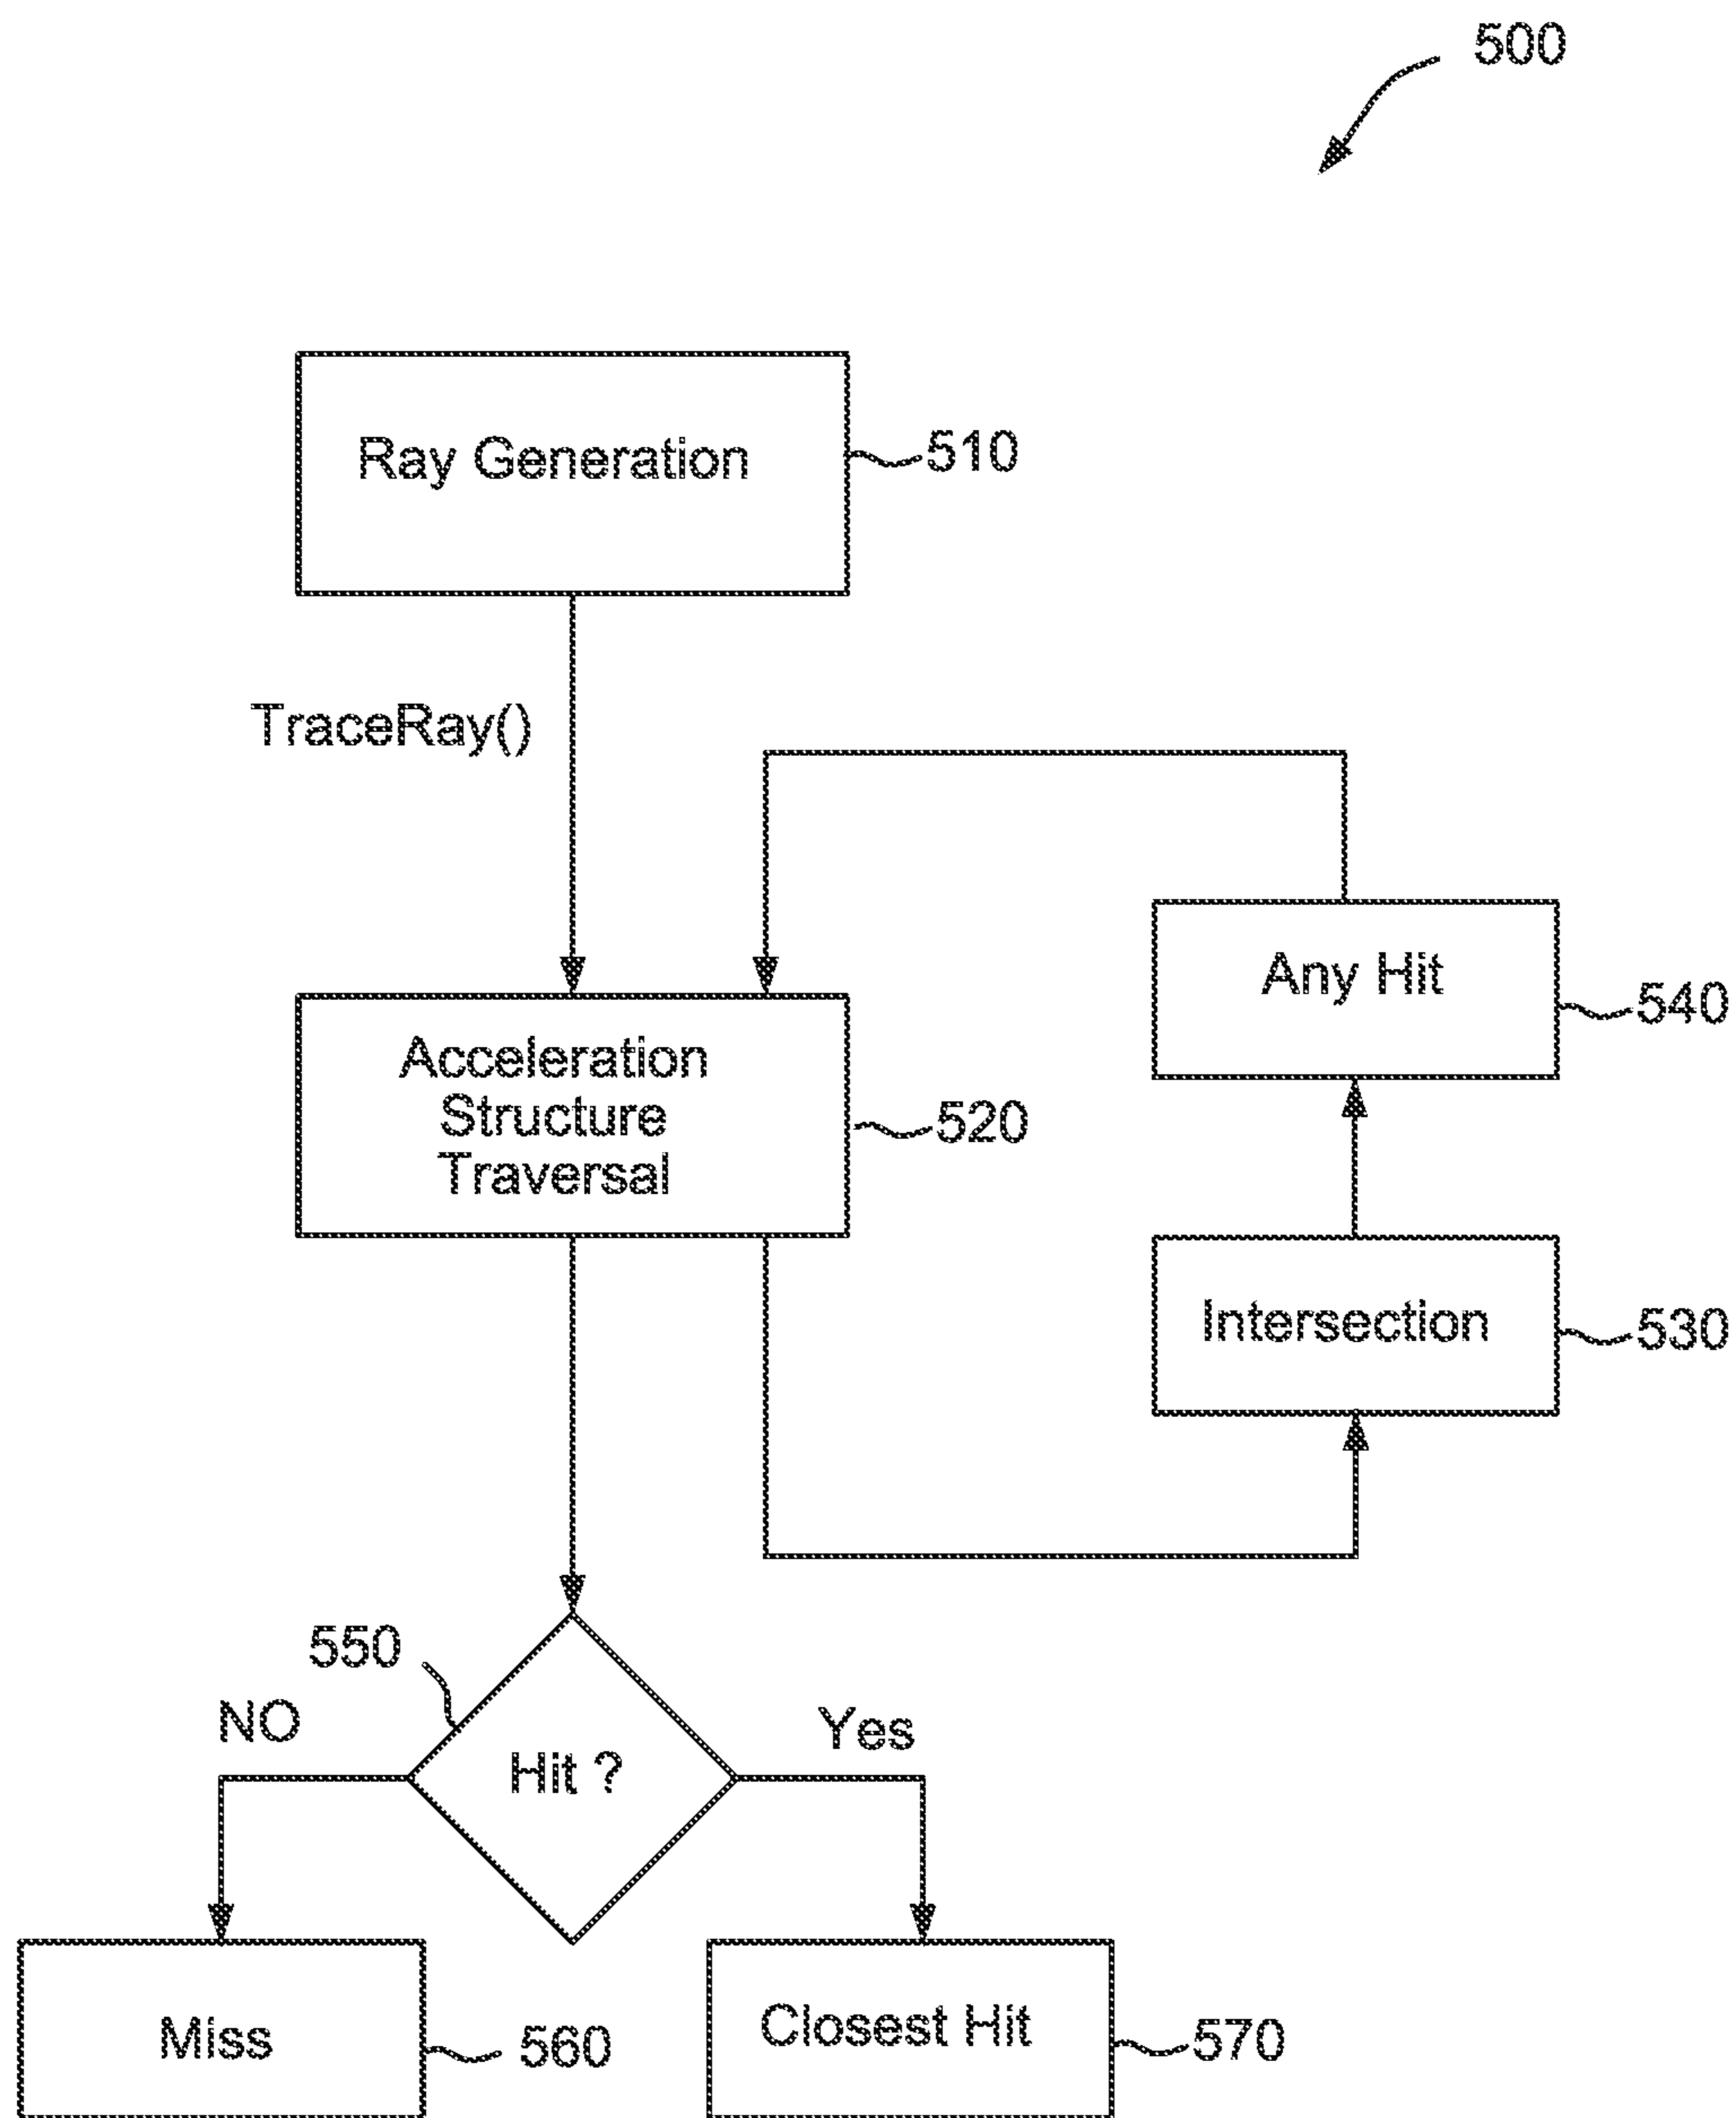 500
Ray Generation
510
TraceRay()
Any Hit
540
Acceleration
Structure
Traversal
520
Intersection
530
550
NO
Yes
Hit ?
Miss
560
Closest Hit
570